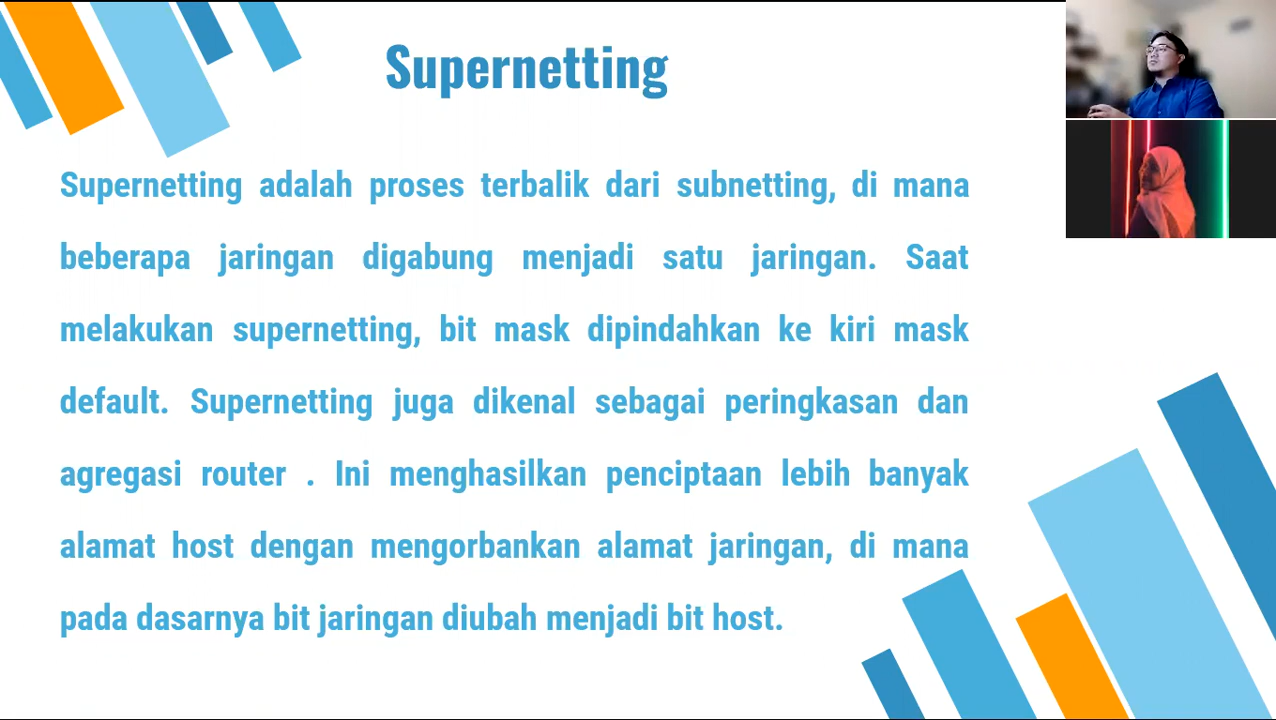 Supernetting
Supernetting adalah proses terbalik dari subnetting, di mana
beberapa jaringan digabung menjadi satu jaringan. Saat
melakukan supernetting, bit mask dipindahkan ke kiri mask
default. Supernetting juga dikenal sebagai peringkasan dan
agregasi router . Ini menghasilkan penciptaan lebih banyak
alamat host dengan mengorbankan alamat jaringan, di mana
pada dasarnya bit jaringan diubah menjadi bit host.